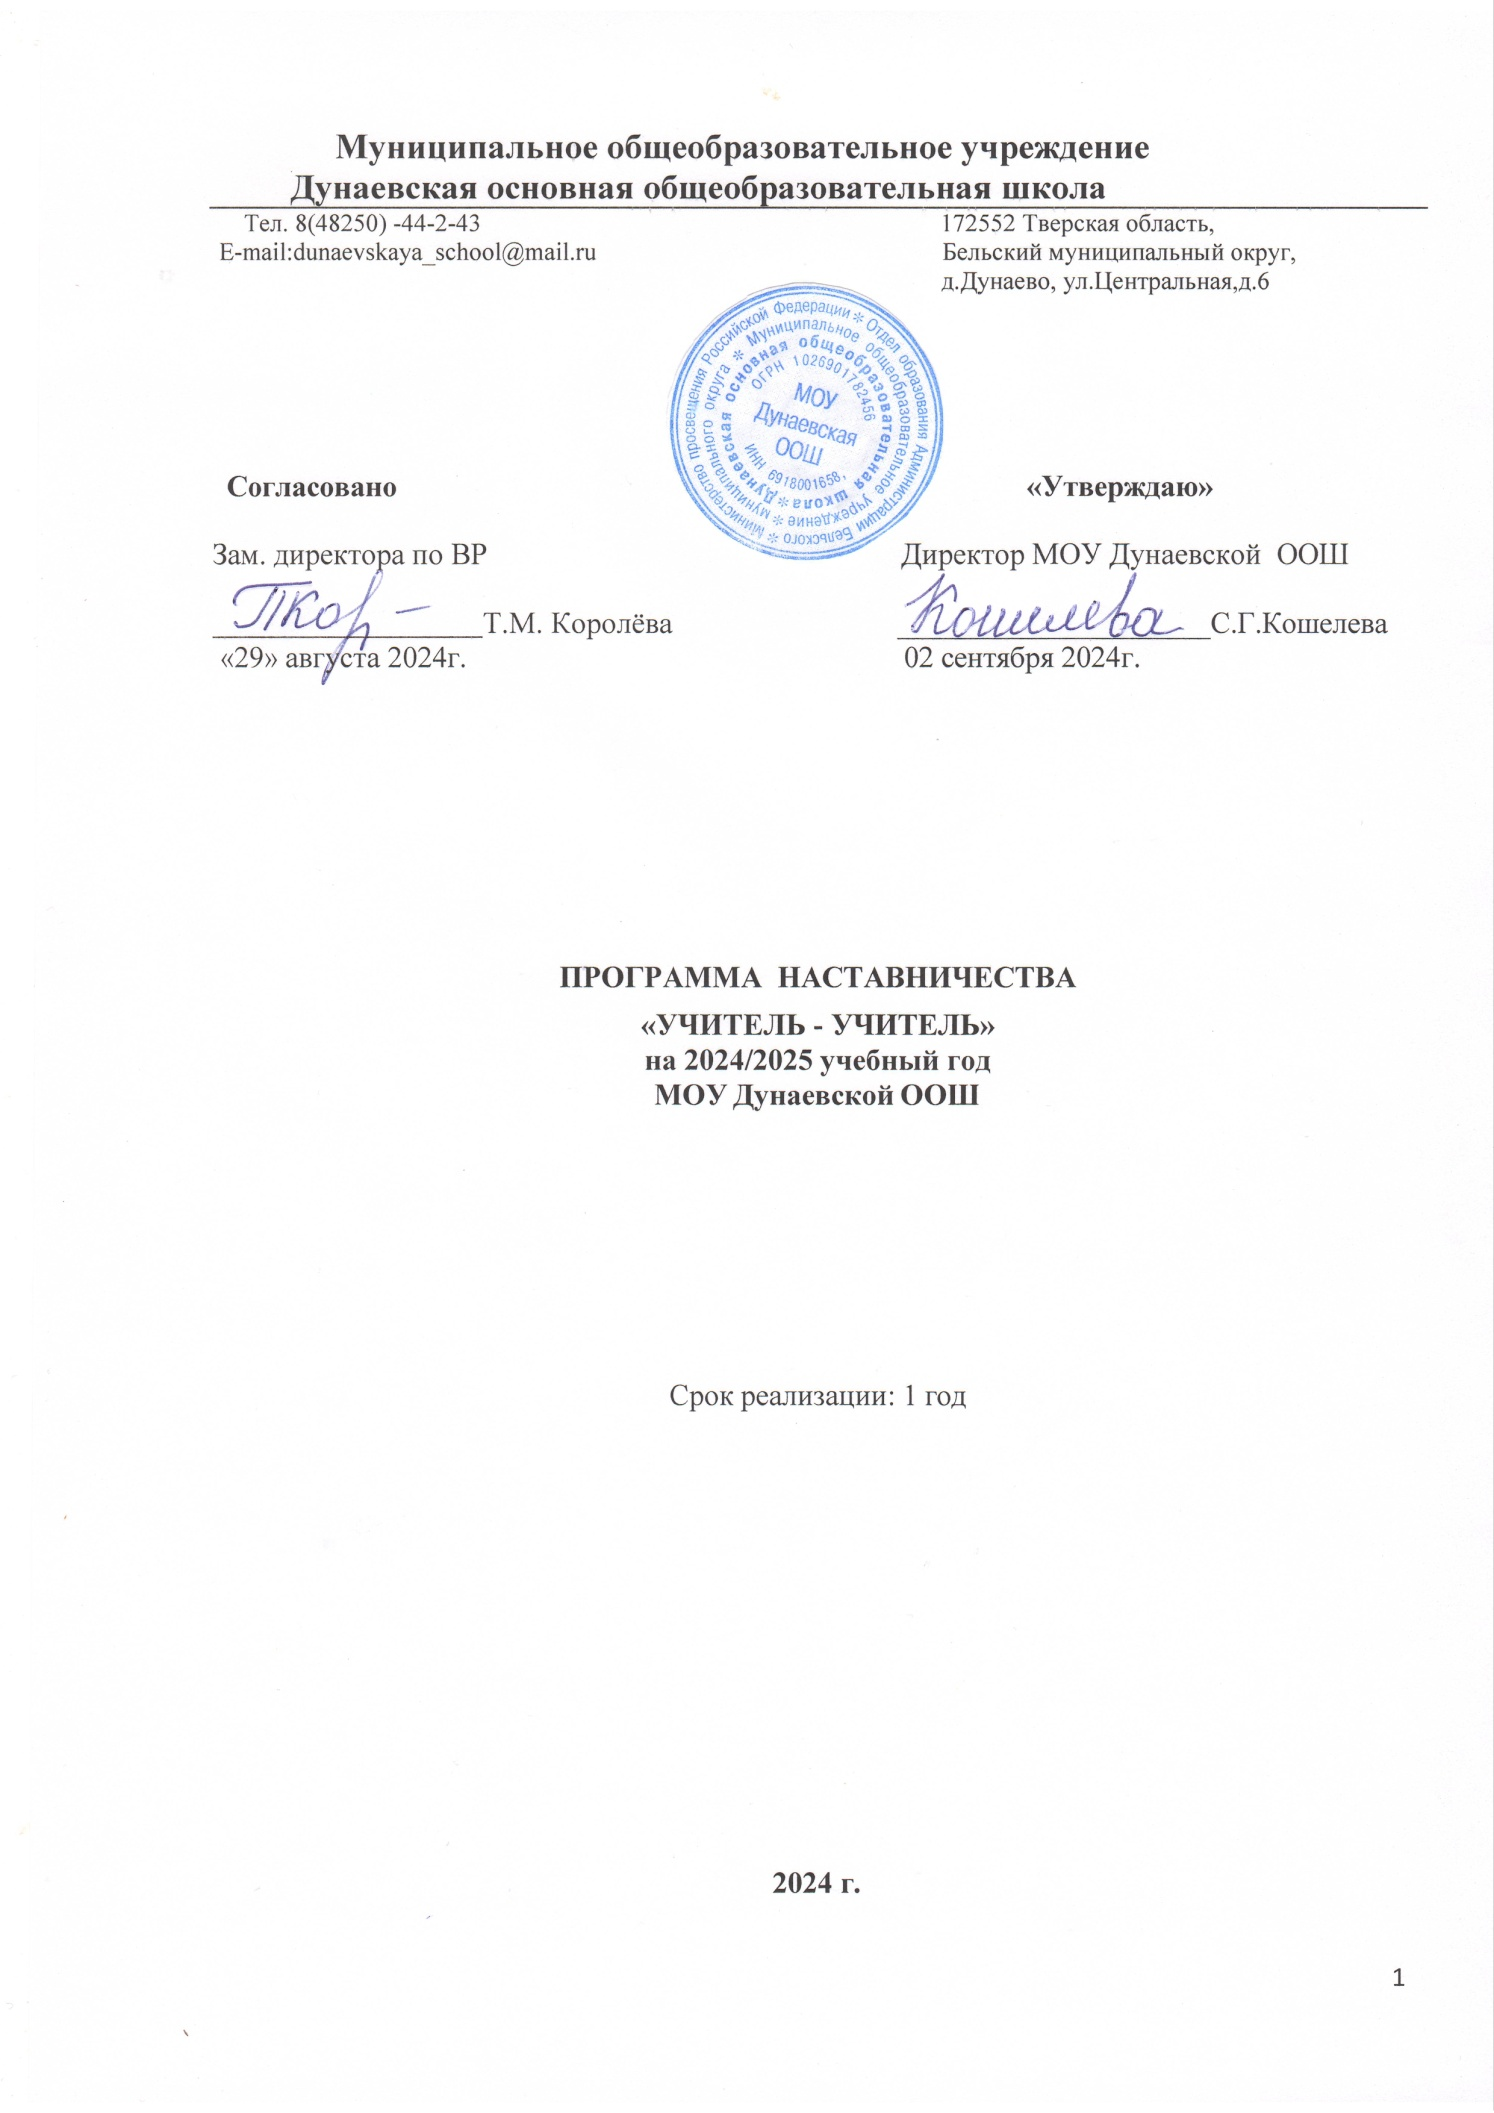 Муниципальное общеобразовательное учреждение
Дунаевская основная общеобразовательная школа
Тел. 8(48250) -44-2-43
E-mail:dunaevskaya_school@mail.ru
172552 Тверская область,
Бельский муниципальный округ,
д.Дунаево, ул.Центральная,д.6
Министерство просвещения Российской Федерации * Отдел образования Администрации Бельского
муниципального округа * Муниципальное общеобразовательное учреждение *
Дунаевская основная общеобразовательная школа *
ОГРН 1026901782456
МОУ
Дунаевская
ООШ
ИНН 6918001658,
Согласовано
Зам. директора по ВР
Ткор
Т.М. Королёва
«29» августа 2024г.
«Утверждаю»
Директор МОУ Дунаевской ООШ
Кошелева
С.Г.Кошелева
02 сентября 2024г.
ПРОГРАММА НАСТАВНИЧЕСТВА
«УЧИТЕЛЬ - УЧИТЕЛЬ»
на 2024/2025 учебный год
МОУ Дунаевской ООШ
Срок реализации: 1 год
2024 г.
1